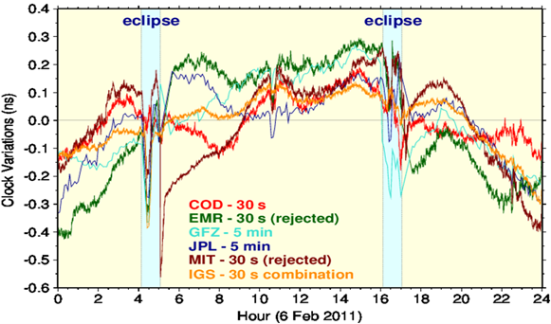 eclipse eclipse
0.4
0.3
0.2
0.1
0.0
-0.1
-0.2
-0.3
-0.4
-0.5
-0.6
Clock Variations (ns)
COD - 30 s
EMR - 30 s (rejected)
GFZ - 5 min
JPL - 5 min
MIT - 30 s (rejected)
IGS - 30 s combination
0 2 4 6 8 10 12 14 16 18 20 22 24
Hour (6 Feb 2011)